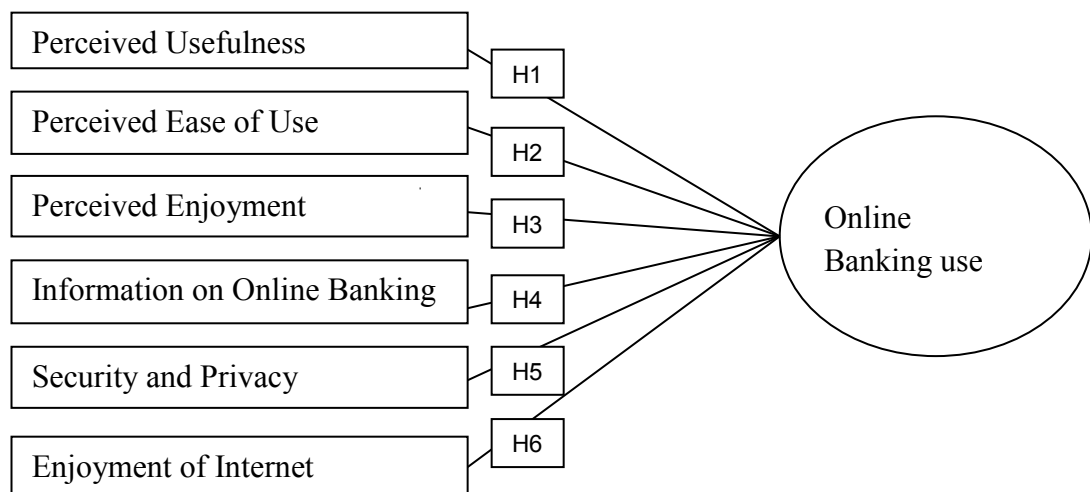 Perceived Usefulness
H1
Perceived Ease of Use
H2
Perceived Enjoyment
H3
Information on Online Banking
H4
Security and Privacy
H5
Enjoyment of Internet
H6
Online
Banking use